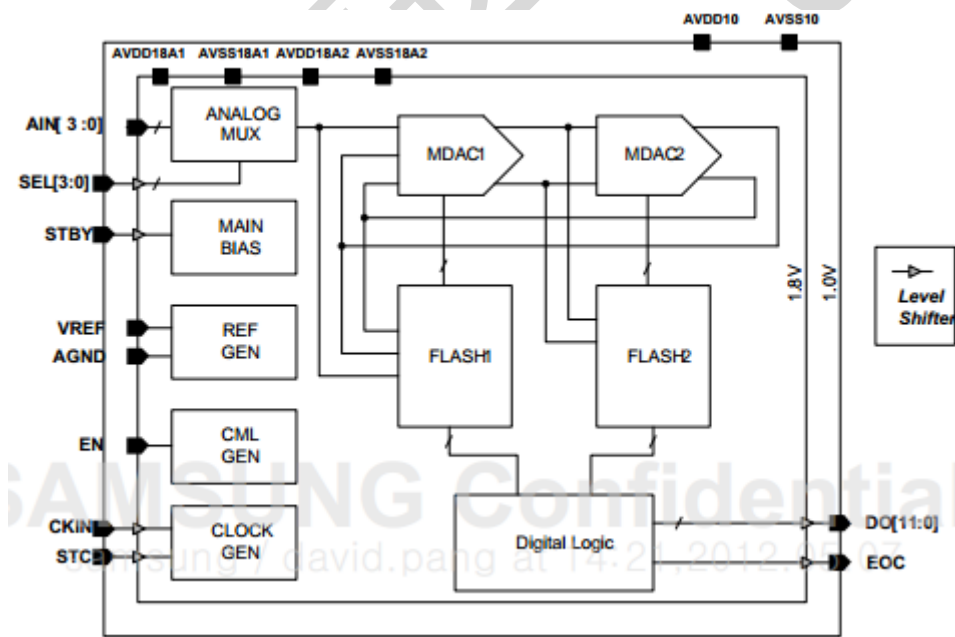 AVDD10 AVSS10
AVDD18A1 AVSS18A1 AVDD18A2 AVSS18A2
AIN[ 3 :0]
ANALOG
MUX
MDAC1
MDAC2
SEL[3:0]
STBY
MAIN
BIAS
1.8V
1.0V
Level
Shifter
VREF
AGND
REF
GEN
FLASH1
FLASH2
EN
CML
GEN
SAMSUNG Confidential
CKIN
STC
CLOCK
GEN
Digital Logic
DO[11:0]
EOC
samsung / david.pang at 14:21,2012.05.07